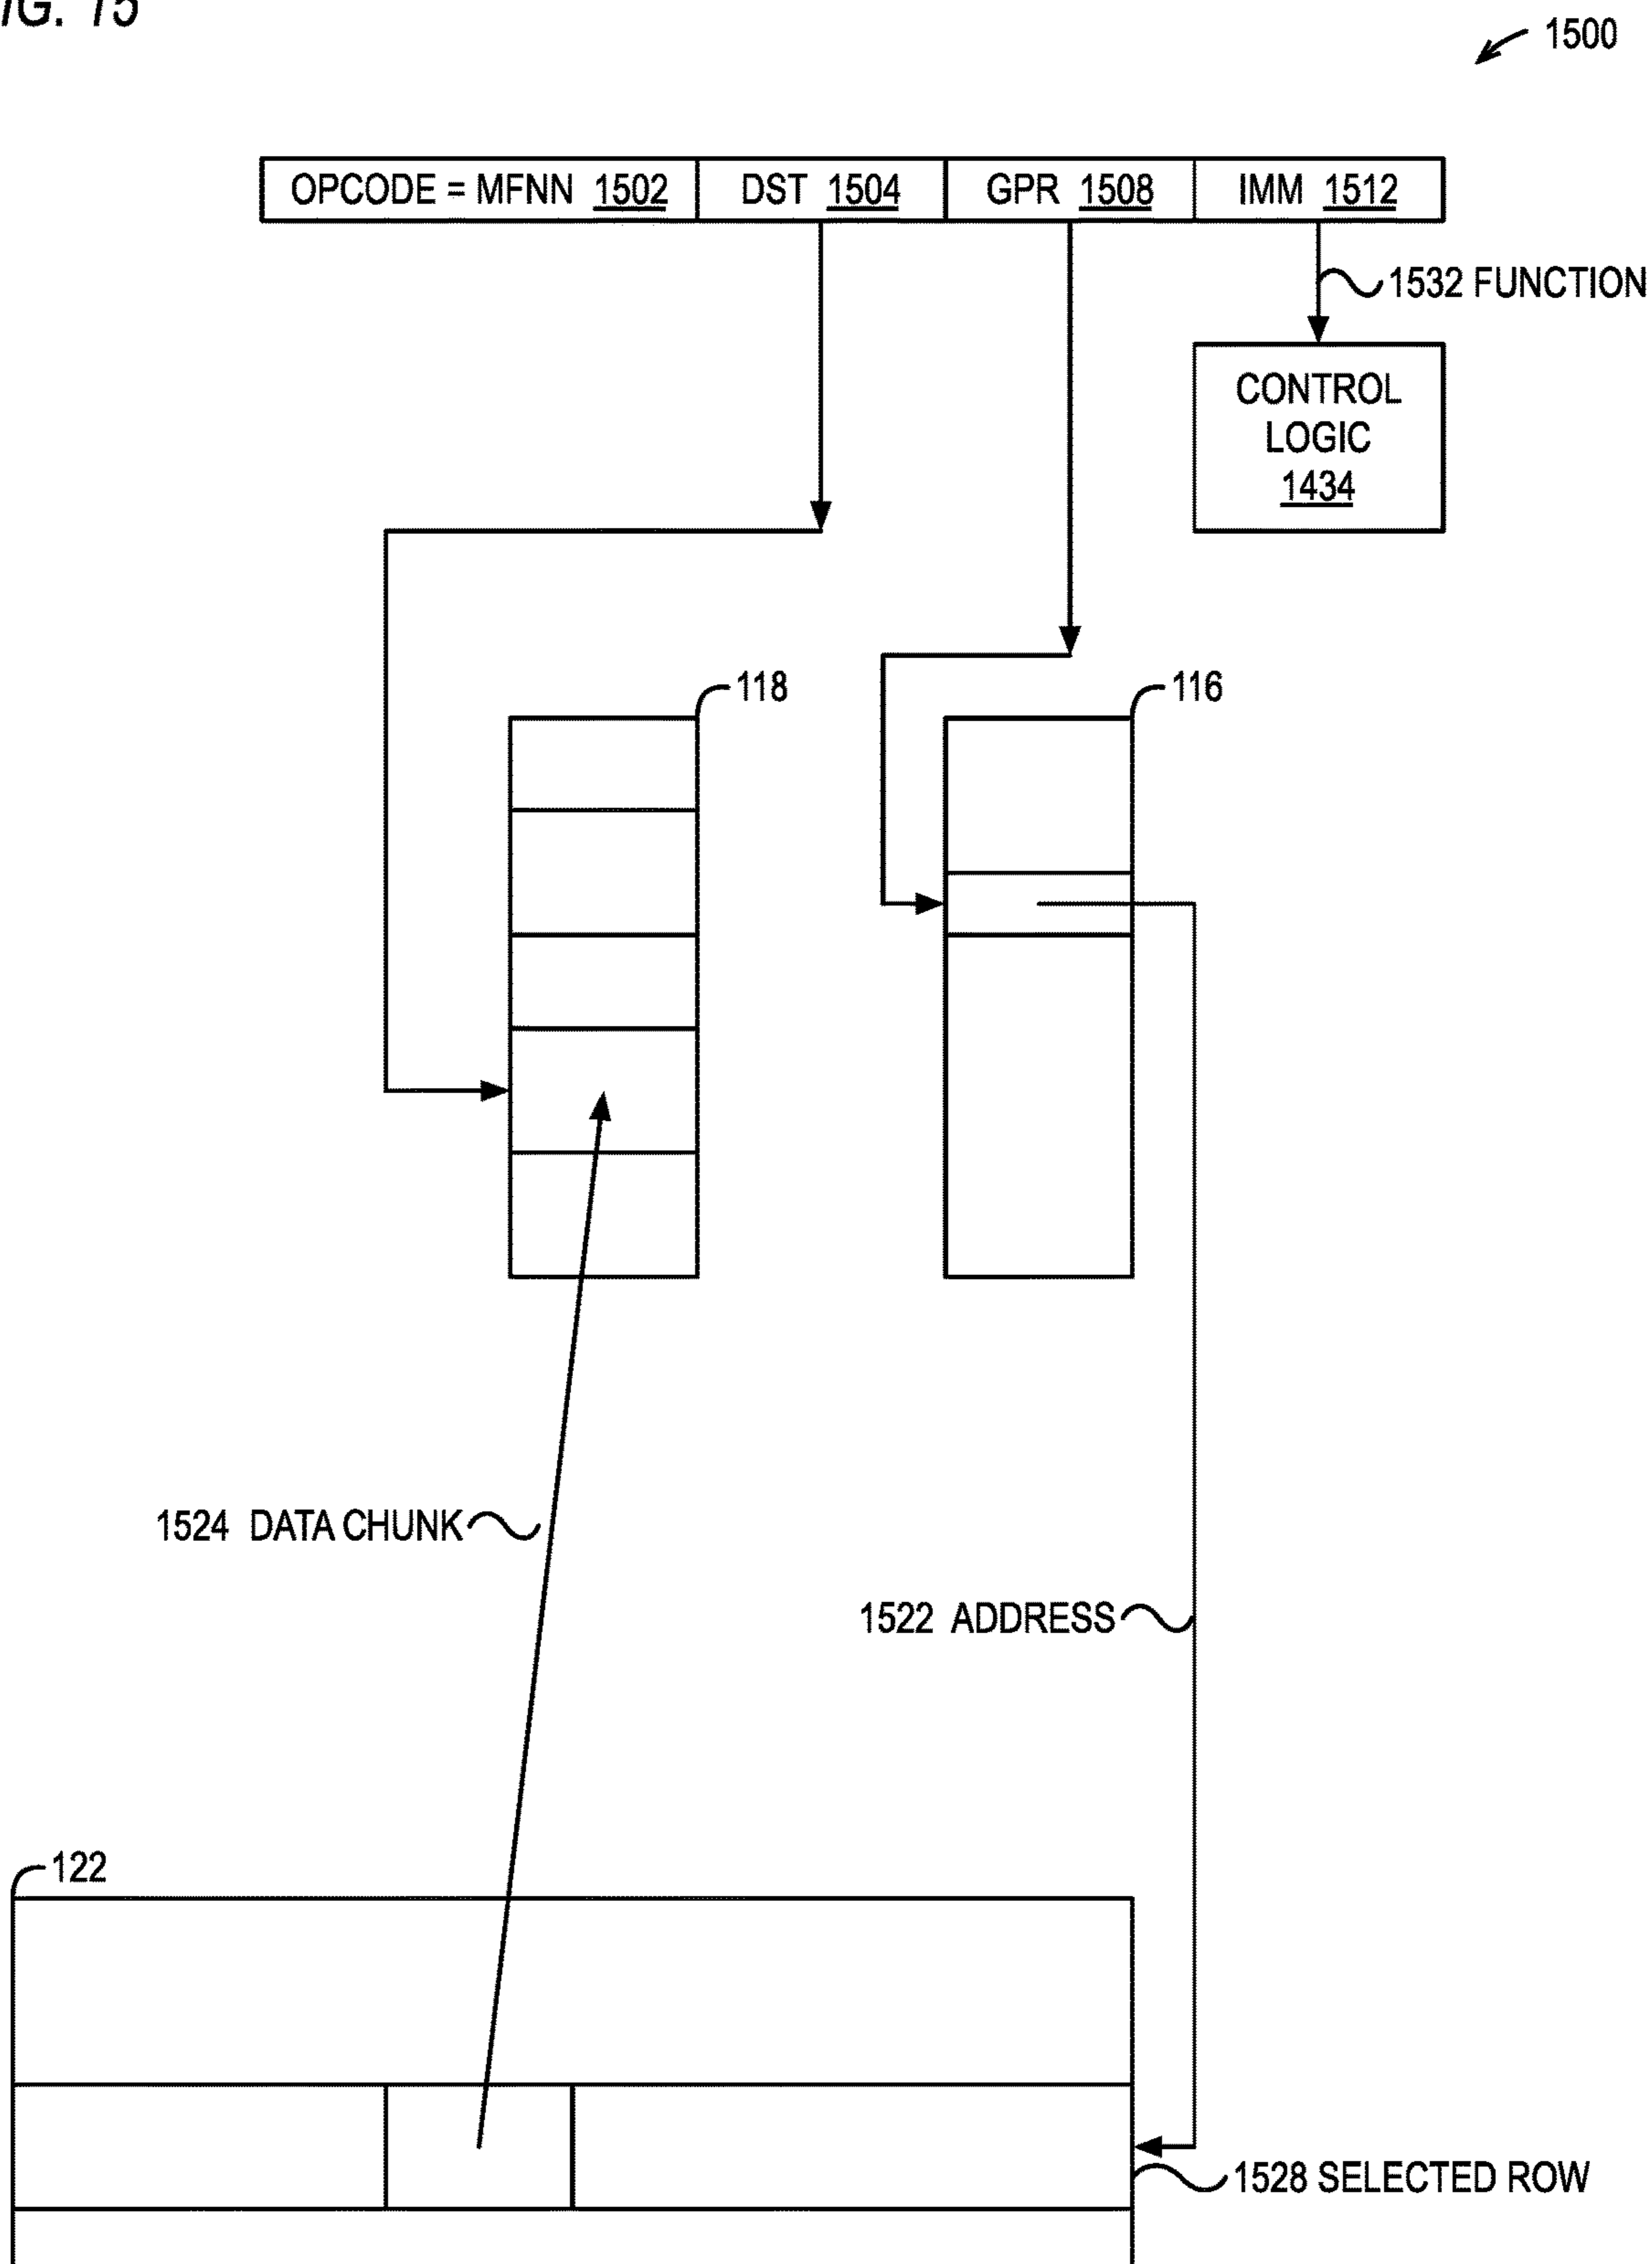 IG. 15
1500
OPCODE = MFNN 1502 DST 1504 GPR 1508 IMM 1512
1532 FUNCTION
CONTROL
LOGIC
1434
118
116
1524 DATA CHUNK
1522 ADDRESS
122
1528 SELECTED ROW